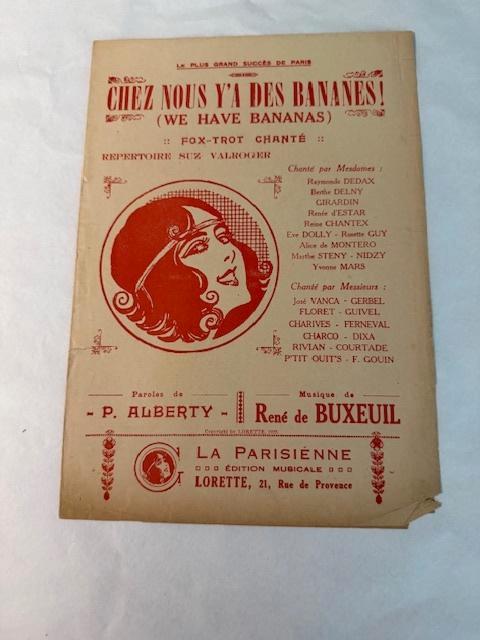 LE PLUS GRAND SUCCÈS DE PARIS
CHEZ NOUS Y'A DES BANANES!
(WE HAVE BANANAS)
:: FOX-TROT CHANTÉ ::
REPERTOIRE SUZ VALROGER
Chanté par Mesdames :
Raymonde DEDAX
Berthe DELNY
GIRARDIN
Renée d'ESTAR
Reine CHANTEX
Eve DOLLY - Rosette GUY
Alice de MONTERO
Marthe STENY - NIDZY
Yvonne MARS
Chanté par Messieurs :
José VANCA - GERBEL
FLORET - GUIVEL
CHARIVES - FERNEVAL
CHARCO - DIXA
RIVLAN - COURTADE
P'TIT OUIT'S - F. GOUIN
Paroles de
- P. ALBERTY -
Musique de
René de BUXEUIL
Copyright by LORETTE,
LA PARISIENNE
ÉDITION MUSICALE
LORETTE, 21, Rue de Provence